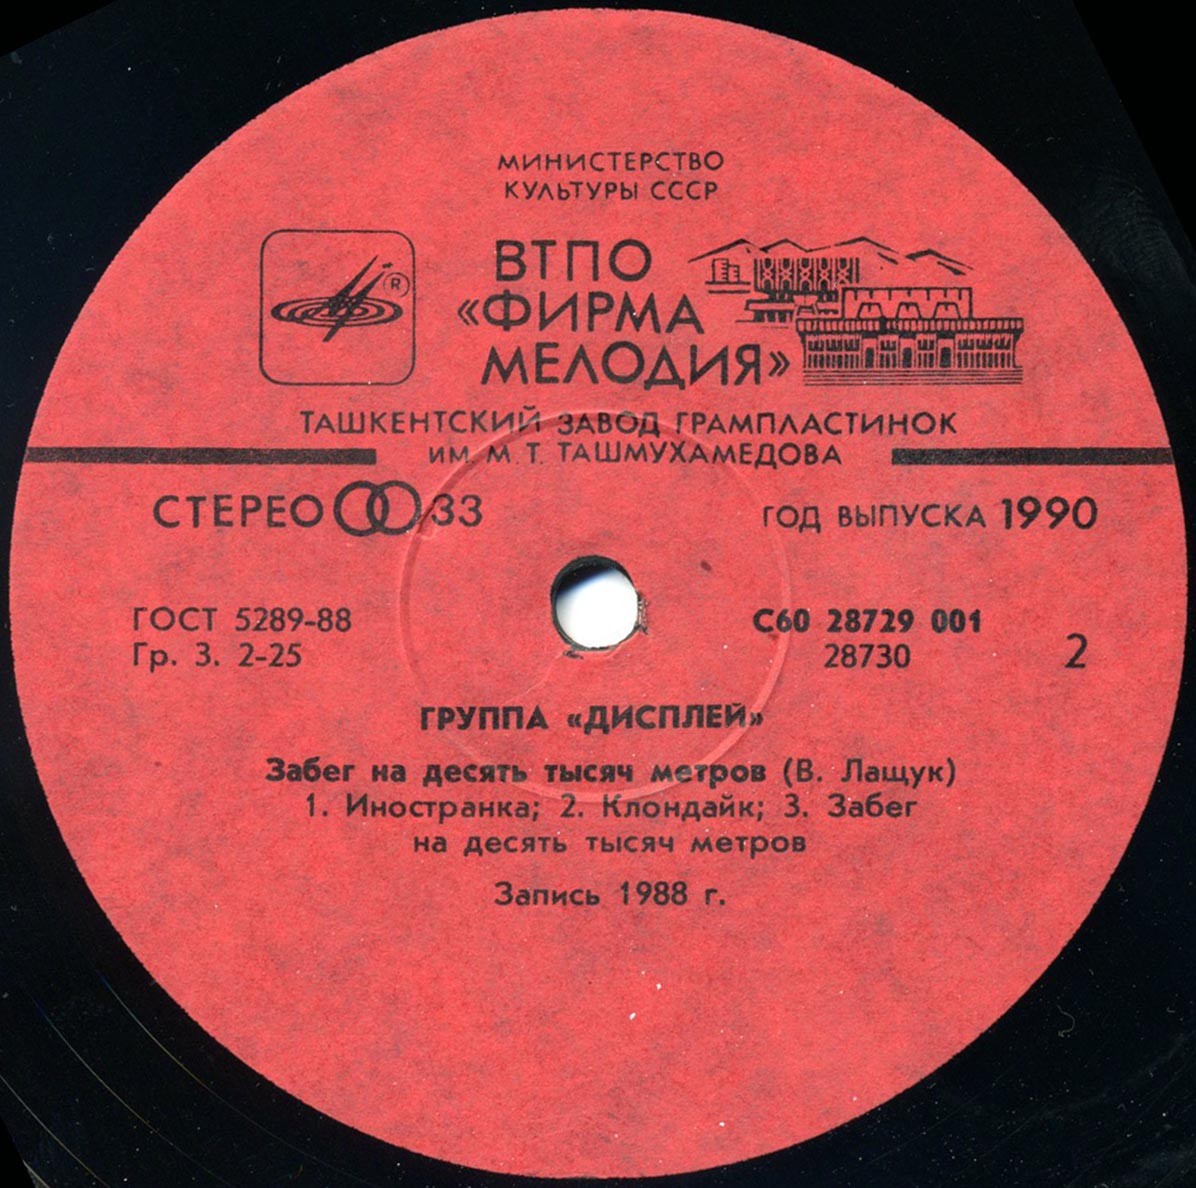 МИНИСТЕРСТВО
КУЛЬТУРЫ СССР
ВТПО
«ФИРМА
МЕЛОДИЯ»
®
ТАШКЕНТСКИЙ ЗАВОД ГРАМПЛАСТИНОК
ИМ. М. Т. ТАШМУХАМЕДОВА
СТЕРЕО 33
ГОД ВЫПУСКА 1990
ГОСТ 5289-88
Гр. 3. 2-25
С60 28729 001
28730
2
ГРУППА «ДИСПЛЕЙ»
Забег на десять тысяч метров (В. Лащук)
1. Иностранка; 2. Клондайк; 3. Забег
на десять тысяч метров
Запись 1988 г.